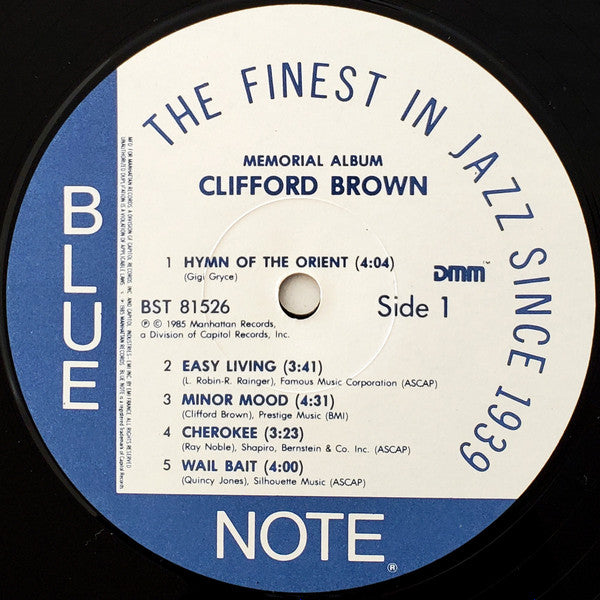 THE FINEST IN JAZZ SINCE 1939
MEMORIAL ALBUM
CLIFFORD BROWN
1 HYMN OF THE ORIENT (4:04)
(Gigi Gryce)
DMM
BST 81526
Side 1
℗ © 1985 Manhattan Records,
a Division of Capitol Records, Inc.
2 EASY LIVING (3:41)
(L. Robin-R. Rainger), Famous Music Corporation (ASCAP)
3 MINOR MOOD (4:31)
(Clifford Brown), Prestige Music (BMI)
4 CHEROKEE (3:23)
(Ray Noble), Shapiro, Bernstein & Co. Inc. (ASCAP)
5 WAIL BAIT (4:00)
(Quincy Jones), Silhouette Music (ASCAP)
BLUE
NOTE®